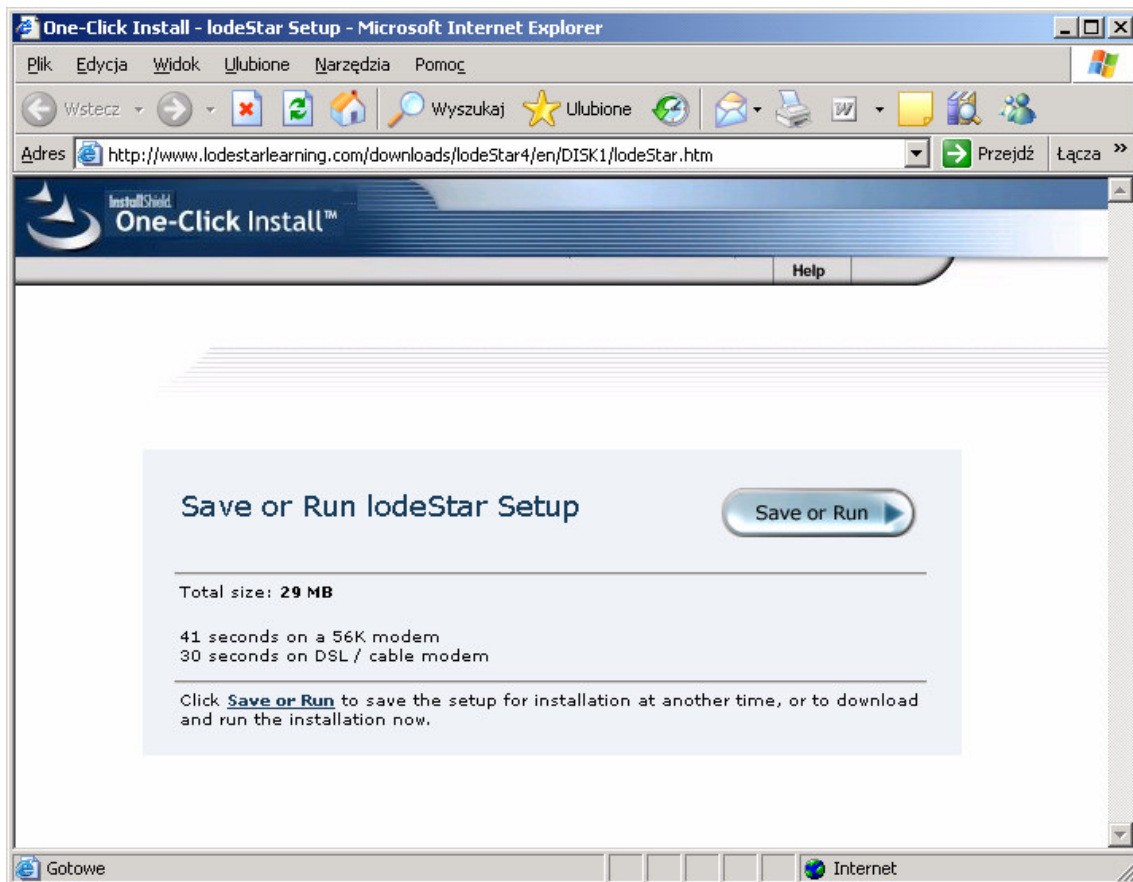 One-Click Install - lodeStar Setup - Microsoft Internet Explorer
Plik Edycja Widok Ulubione Narzędzia Pomoc
Wstecz Wyszukaj Ulubione
Adres http://www.lodestarlearning.com/downloads/lodeStar4/en/DISK1/lodeStar.htm Przejdź Łącza »
InstallShield
One-Click Install™
Help
Save or Run lodeStar Setup
Save or Run
Total size: 29 MB
41 seconds on a 56K modem
30 seconds on DSL / cable modem
Click Save or Run to save the setup for installation at another time, or to download
and run the installation now.
Gotowe Internet